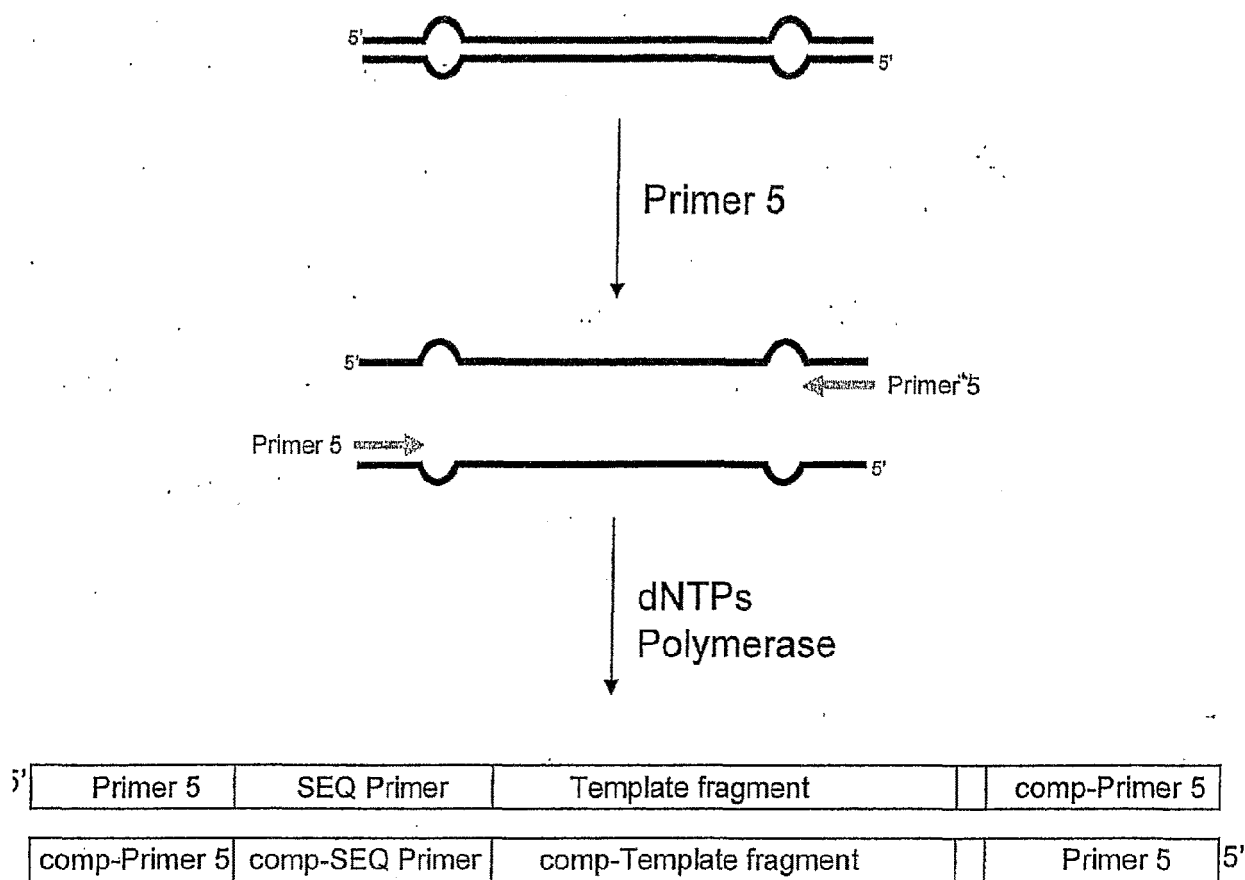 5'
5'
Primer 5
5'
Primer 5
Primer 5
5'
dNTPs
Polymerase
5' Primer 5 SEQ Primer Template fragment comp-Primer 5
comp-Primer 5 comp-SEQ Primer comp-Template fragment Primer 5 5'